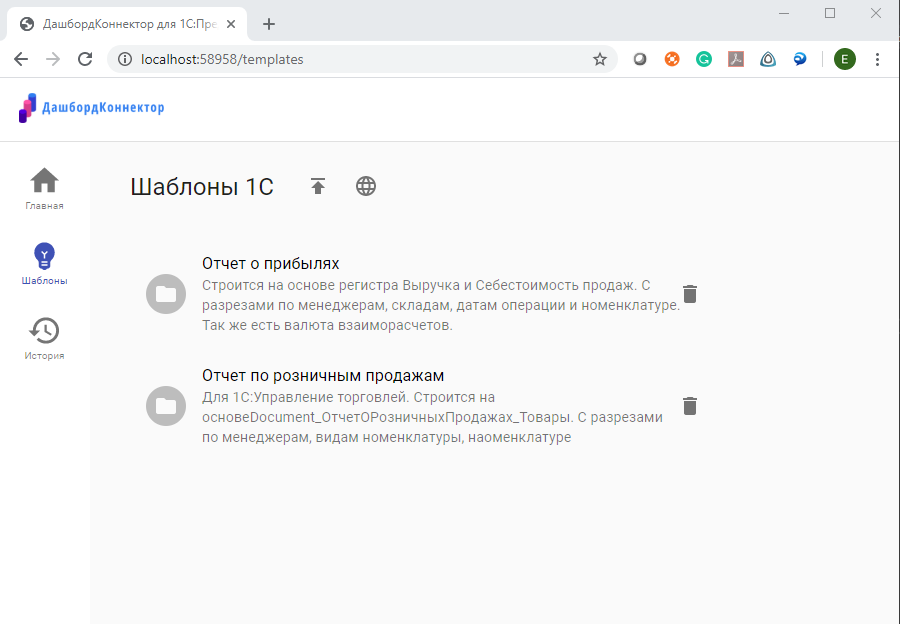 ДашбордКоннектор для 1С:Пре
localhost:58958/templates
E
ДашбордКоннектор
Главная
Шаблоны
История
Шаблоны 1С
Отчет о прибылях
Строится на основе регистра Выручка и Себестоимость продаж. С
разрезами по менеджерам, складам, датам операции и номенклатуре.
Так же есть валюта взаиморасчетов.
Отчет по розничным продажам
Для 1С:Управление торговлей. Строится на
основеDocument_ОтчетОРозничныхПродажах_Товары. С разрезами
по менеджерам, видам номенклатуры, наоменклатуре